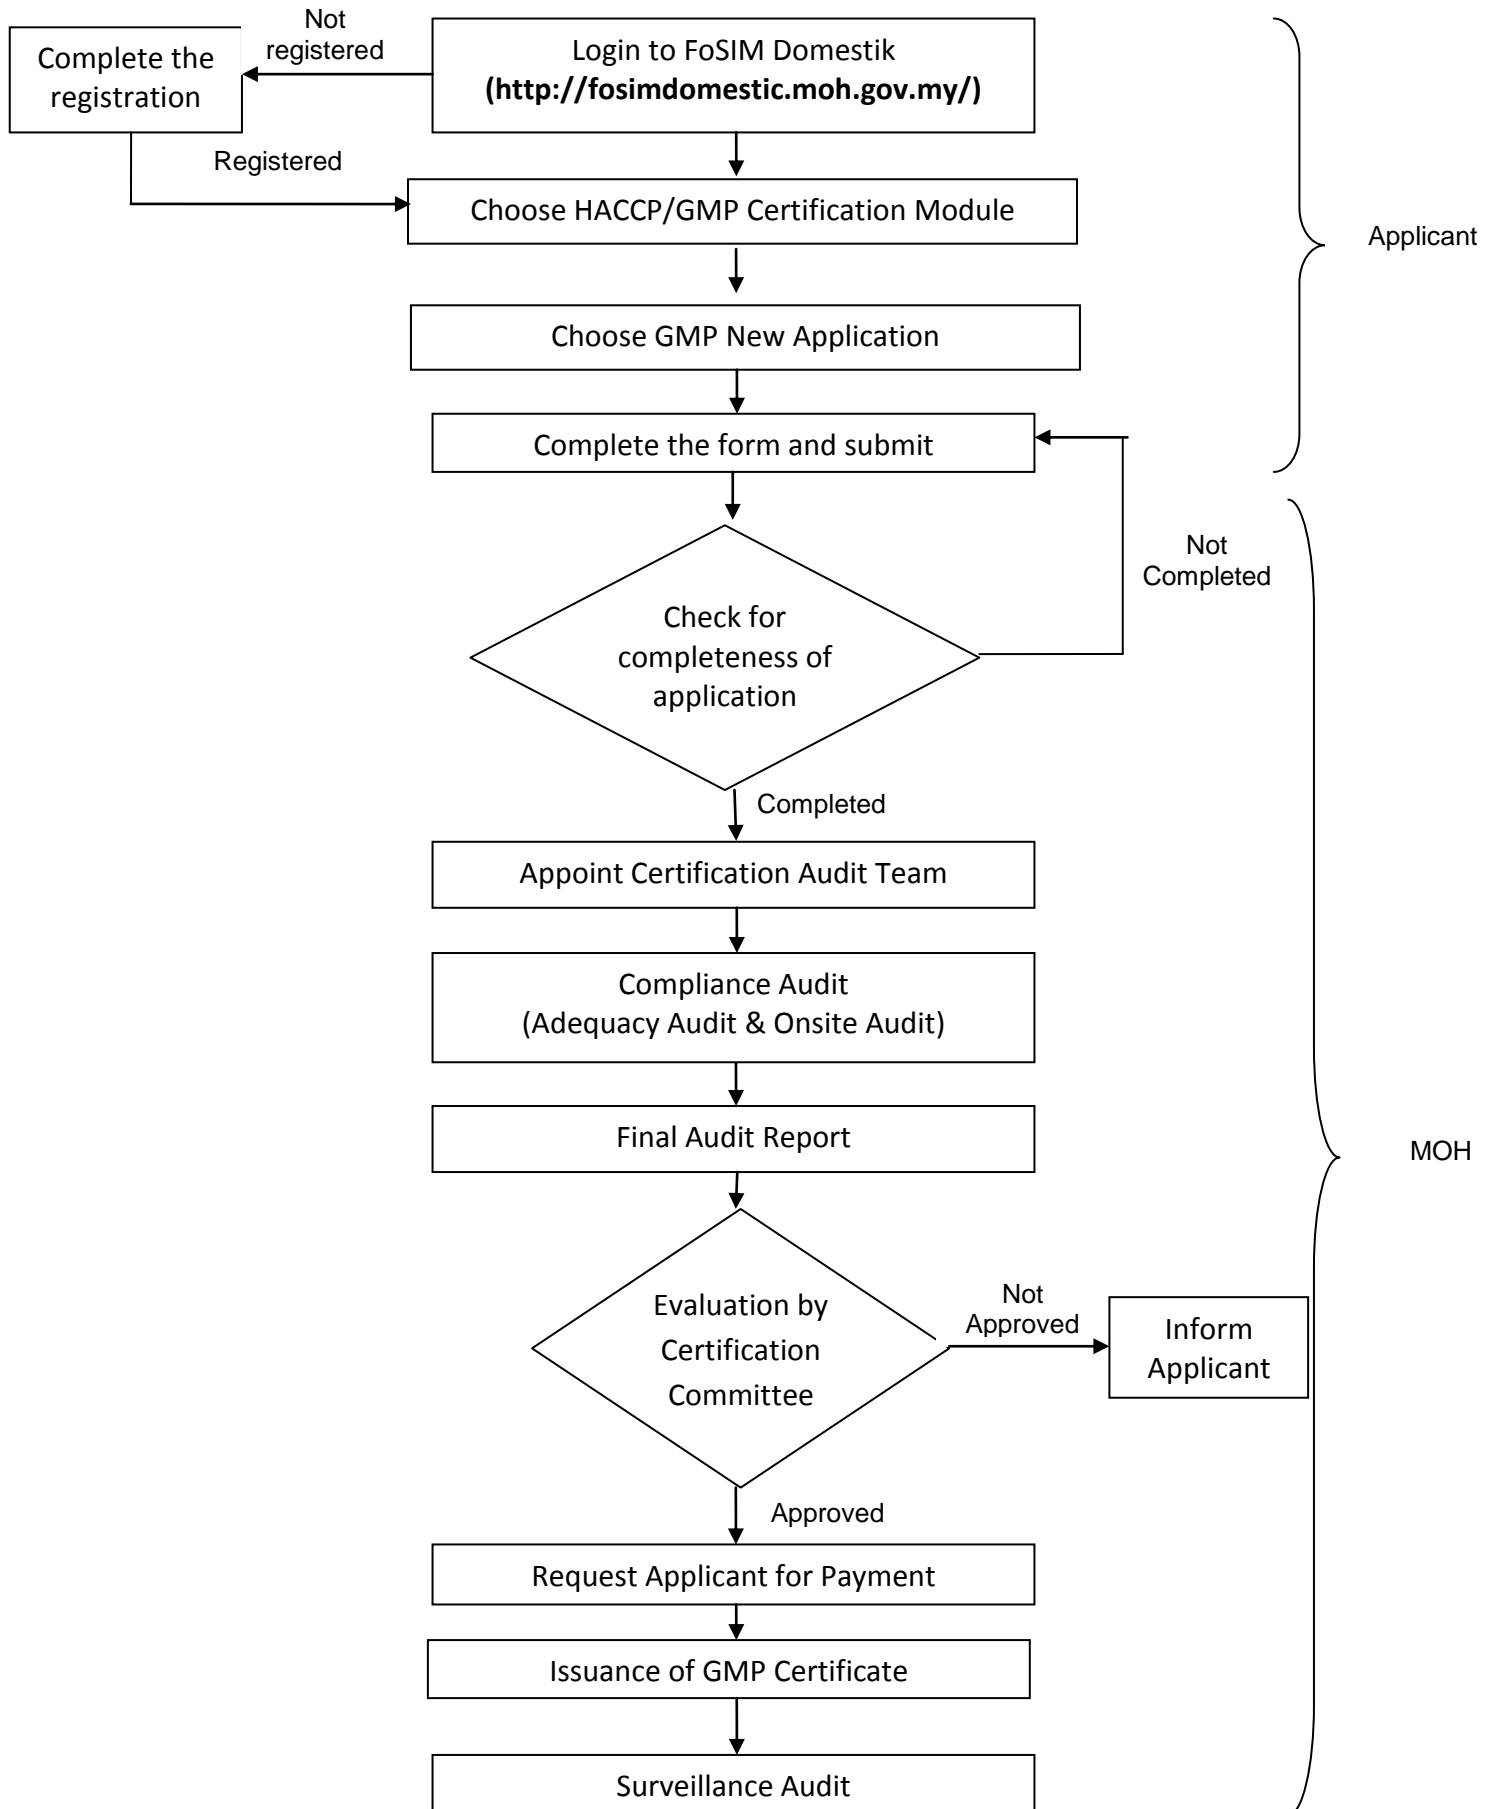 Not
registered
Complete the
registration
Login to FoSIM Domestik
(http://fosimdomestic.moh.gov.my/)
Registered
Choose HACCP/GMP Certification Module
Applicant
Choose GMP New Application
Complete the form and submit
Not
Completed
Check for
completeness of
application
Completed
Appoint Certification Audit Team
Compliance Audit
(Adequacy Audit & Onsite Audit)
Final Audit Report
MOH
Evaluation by
Certification
Committee
Not
Approved
Inform
Applicant
Approved
Request Applicant for Payment
Issuance of GMP Certificate
Surveillance Audit